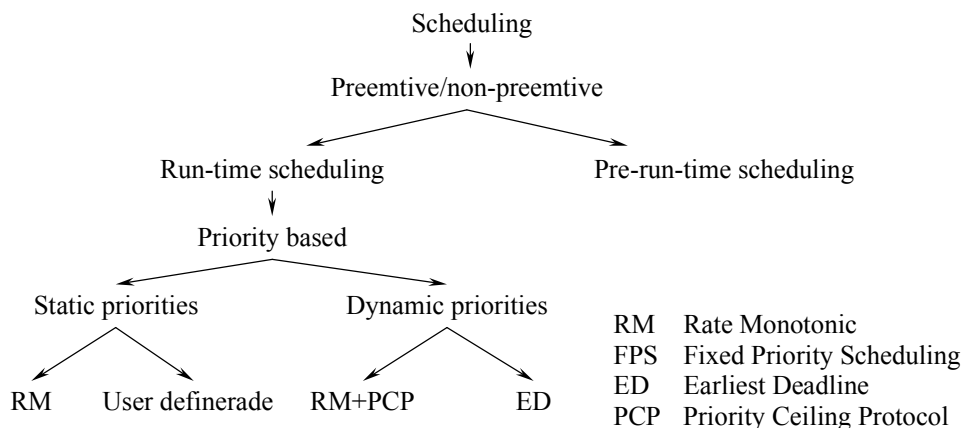 Scheduling
Preemtive/non-preemtive
Run-time scheduling
Pre-run-time scheduling
Priority based
Static priorities
Dynamic priorities
RM
User definerade
RM+PCP
ED
RM Rate Monotonic
FPS Fixed Priority Scheduling
ED Earliest Deadline
PCP Priority Ceiling Protocol